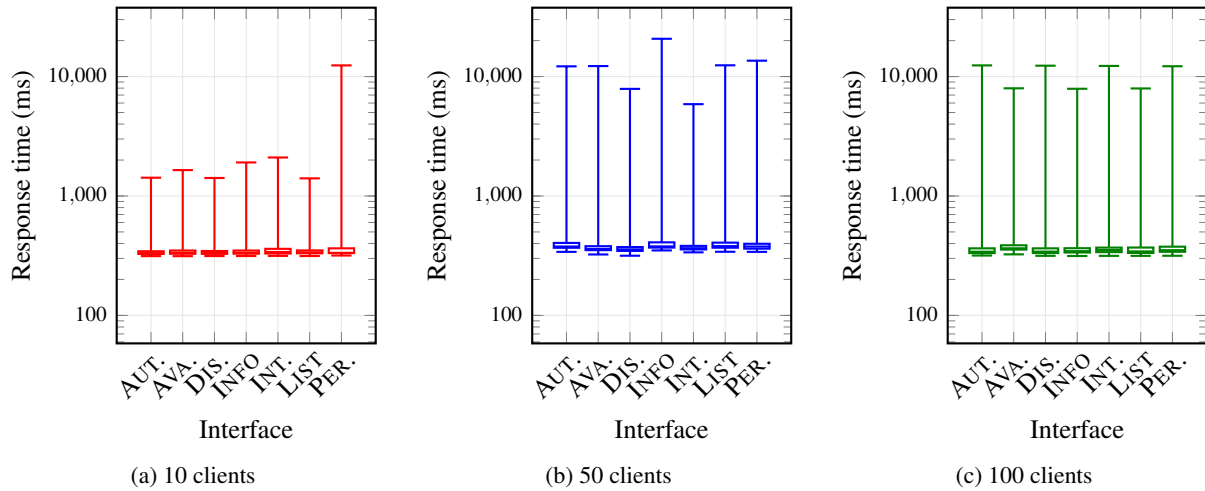 Response time (ms)
10,000
1,000
100
AUT.
AVA.
DIS.
INFO
INT.
LIST
PER.
Interface
(a) 10 clients
Response time (ms)
10,000
1,000
100
AUT.
AVA.
DIS.
INFO
INT.
LIST
PER.
Interface
(b) 50 clients
Response time (ms)
10,000
1,000
100
AUT.
AVA.
DIS.
INFO
INT.
LIST
PER.
Interface
(c) 100 clients